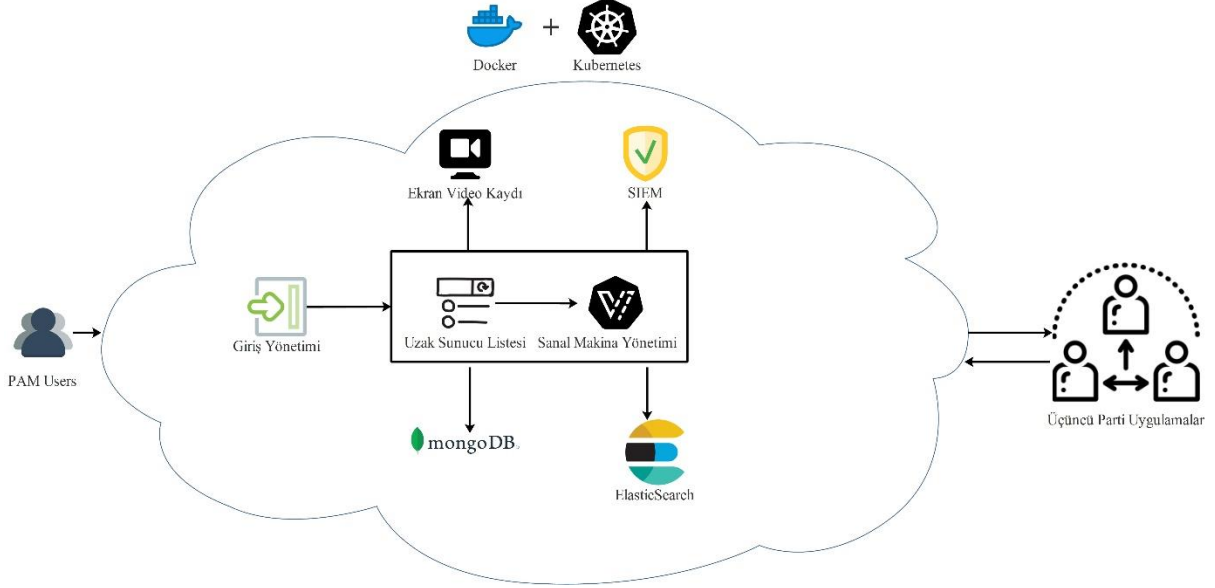 +
Docker
Kubernetes
Ekran Video Kaydı
SIEM
Giriş Yönetimi
Uzak Sunucu Listesi
Sanal Makina Yönetimi
PAM Users
Üçüncü Parti Uygulamalar
mongoDB
ElasticSearch